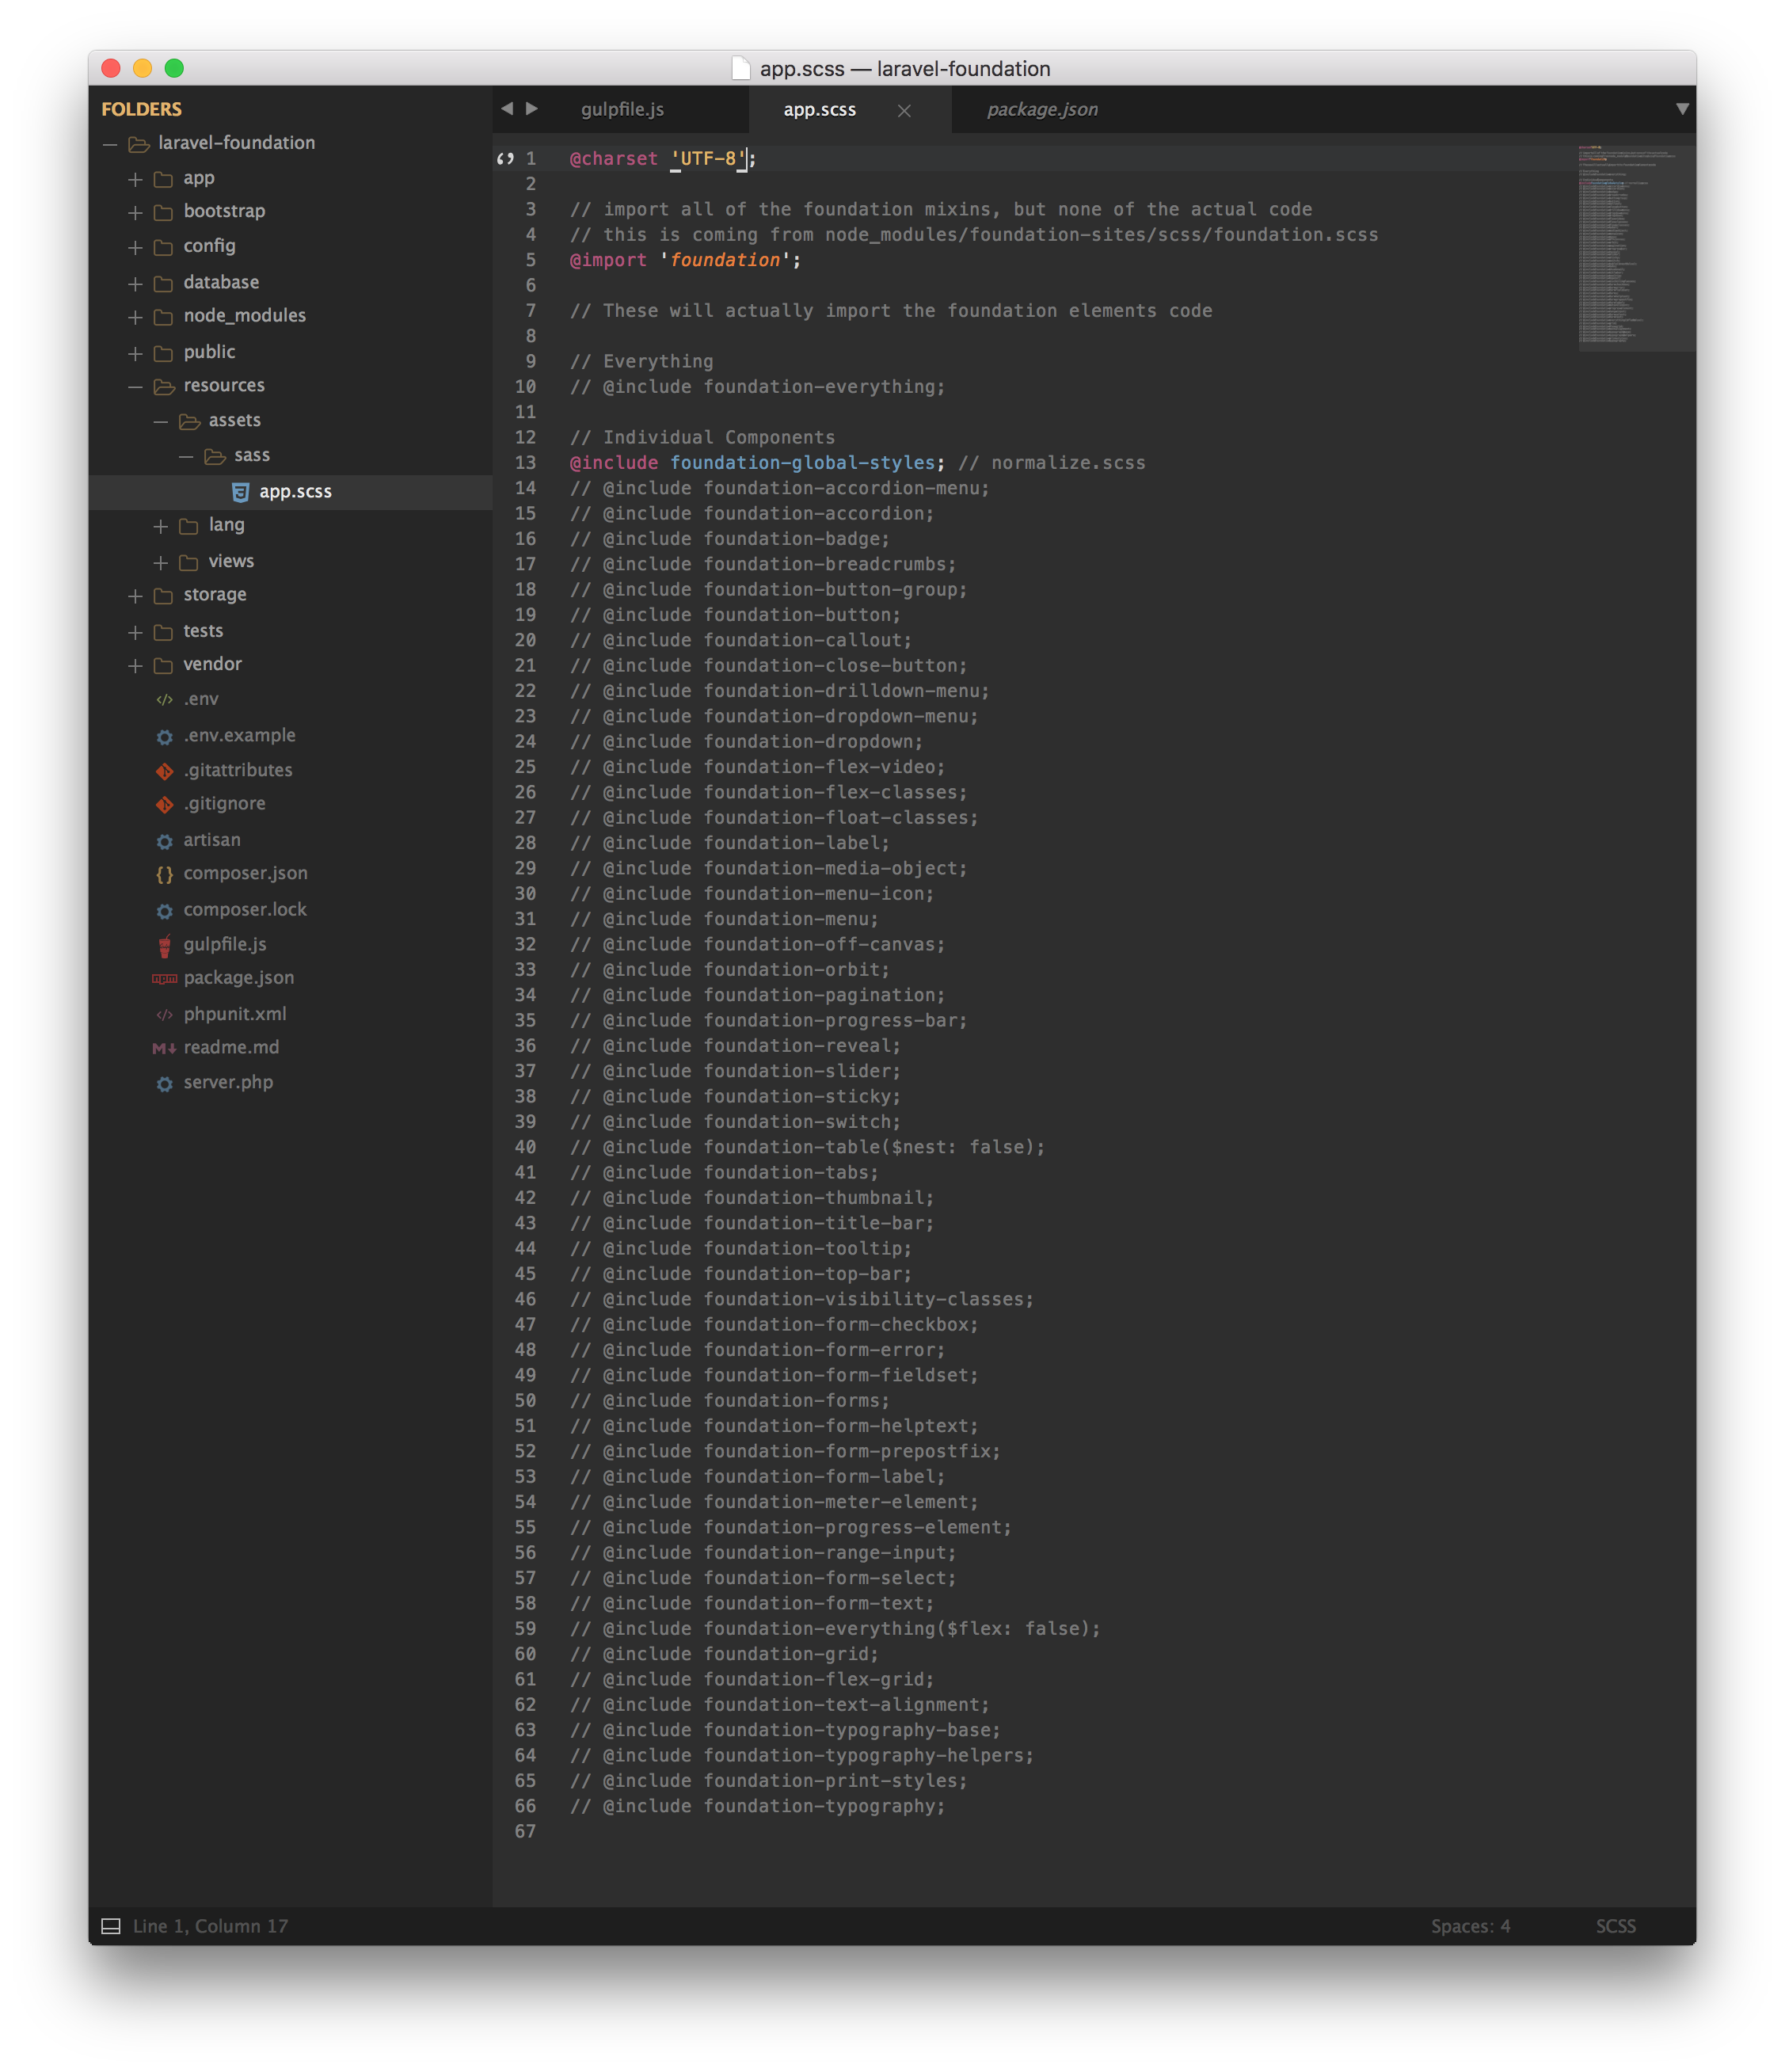 app.scss — laravel-foundation
FOLDERS
laravel-foundation
app
bootstrap
config
database
node_modules
public
resources
assets
sass
app.scss
lang
views
storage
tests
vendor
.env
.env.example
.gitattributes
.gitignore
artisan
composer.json
composer.lock
gulpfile.js
package.json
phpunit.xml
readme.md
server.php
gulpfile.js app.scss package.json
1 @charset 'UTF-8';
2
3 // import all of the foundation mixins, but none of the actual code
4 // this is coming from node_modules/foundation-sites/scss/foundation.scss
5 @import 'foundation';
6
7 // These will actually import the foundation elements code
8
9 // Everything
10 // @include foundation-everything;
11
12 // Individual Components
13 @include foundation-global-styles; // normalize.scss
14 // @include foundation-accordion-menu;
15 // @include foundation-accordion;
16 // @include foundation-badge;
17 // @include foundation-breadcrumbs;
18 // @include foundation-button-group;
19 // @include foundation-button;
20 // @include foundation-callout;
21 // @include foundation-close-button;
22 // @include foundation-drilldown-menu;
23 // @include foundation-dropdown-menu;
24 // @include foundation-dropdown;
25 // @include foundation-flex-video;
26 // @include foundation-flex-classes;
27 // @include foundation-float-classes;
28 // @include foundation-label;
29 // @include foundation-media-object;
30 // @include foundation-menu-icon;
31 // @include foundation-menu;
32 // @include foundation-off-canvas;
33 // @include foundation-orbit;
34 // @include foundation-pagination;
35 // @include foundation-progress-bar;
36 // @include foundation-reveal;
37 // @include foundation-slider;
38 // @include foundation-sticky;
39 // @include foundation-switch;
40 // @include foundation-table($nest: false);
41 // @include foundation-tabs;
42 // @include foundation-thumbnail;
43 // @include foundation-title-bar;
44 // @include foundation-tooltip;
45 // @include foundation-top-bar;
46 // @include foundation-visibility-classes;
47 // @include foundation-form-checkbox;
48 // @include foundation-form-error;
49 // @include foundation-form-fieldset;
50 // @include foundation-forms;
51 // @include foundation-form-helptext;
52 // @include foundation-form-prepostfix;
53 // @include foundation-form-label;
54 // @include foundation-meter-element;
55 // @include foundation-progress-element;
56 // @include foundation-range-input;
57 // @include foundation-form-select;
58 // @include foundation-form-text;
59 // @include foundation-everything($flex: false);
60 // @include foundation-grid;
61 // @include foundation-flex-grid;
62 // @include foundation-text-alignment;
63 // @include foundation-typography-base;
64 // @include foundation-typography-helpers;
65 // @include foundation-print-styles;
66 // @include foundation-typography;
67
Line 1, Column 17 Spaces: 4 SCSS